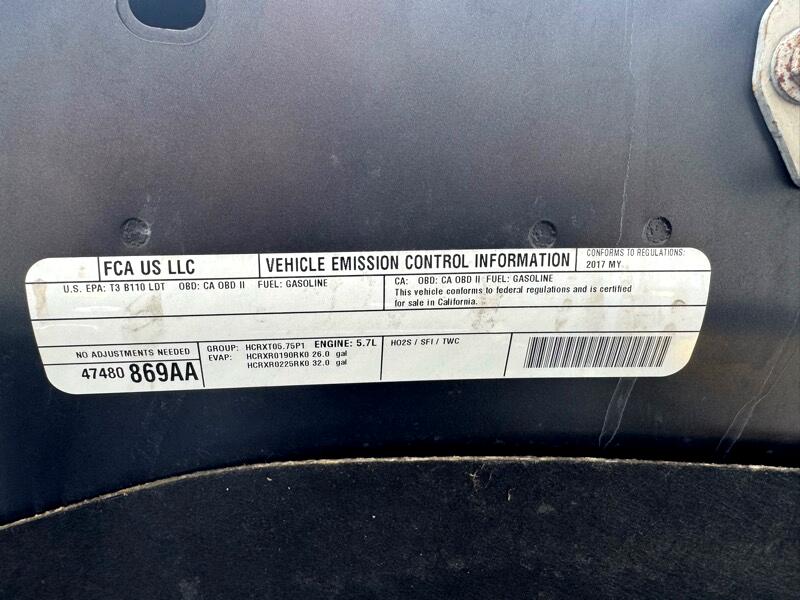 FCA US LLC
VEHICLE EMISSION CONTROL INFORMATION
CONFORMS TO REGULATIONS:
2017 MY
U.S. EPA: T3 B110 LDT OBD: CA OBD II FUEL: GASOLINE
CA: OBD: CA OBD II FUEL: GASOLINE
This vehicle conforms to federal regulations and is certified
for sale in California.
NO ADJUSTMENTS NEEDED
47480 869AA
GROUP: HCRXT05.75P1 ENGINE: 5.7L
EVAP: HCRXR0190RK0 26.0 gal
HCRXR0225RK0 32.0 gal
HO2S / SFI / TWC